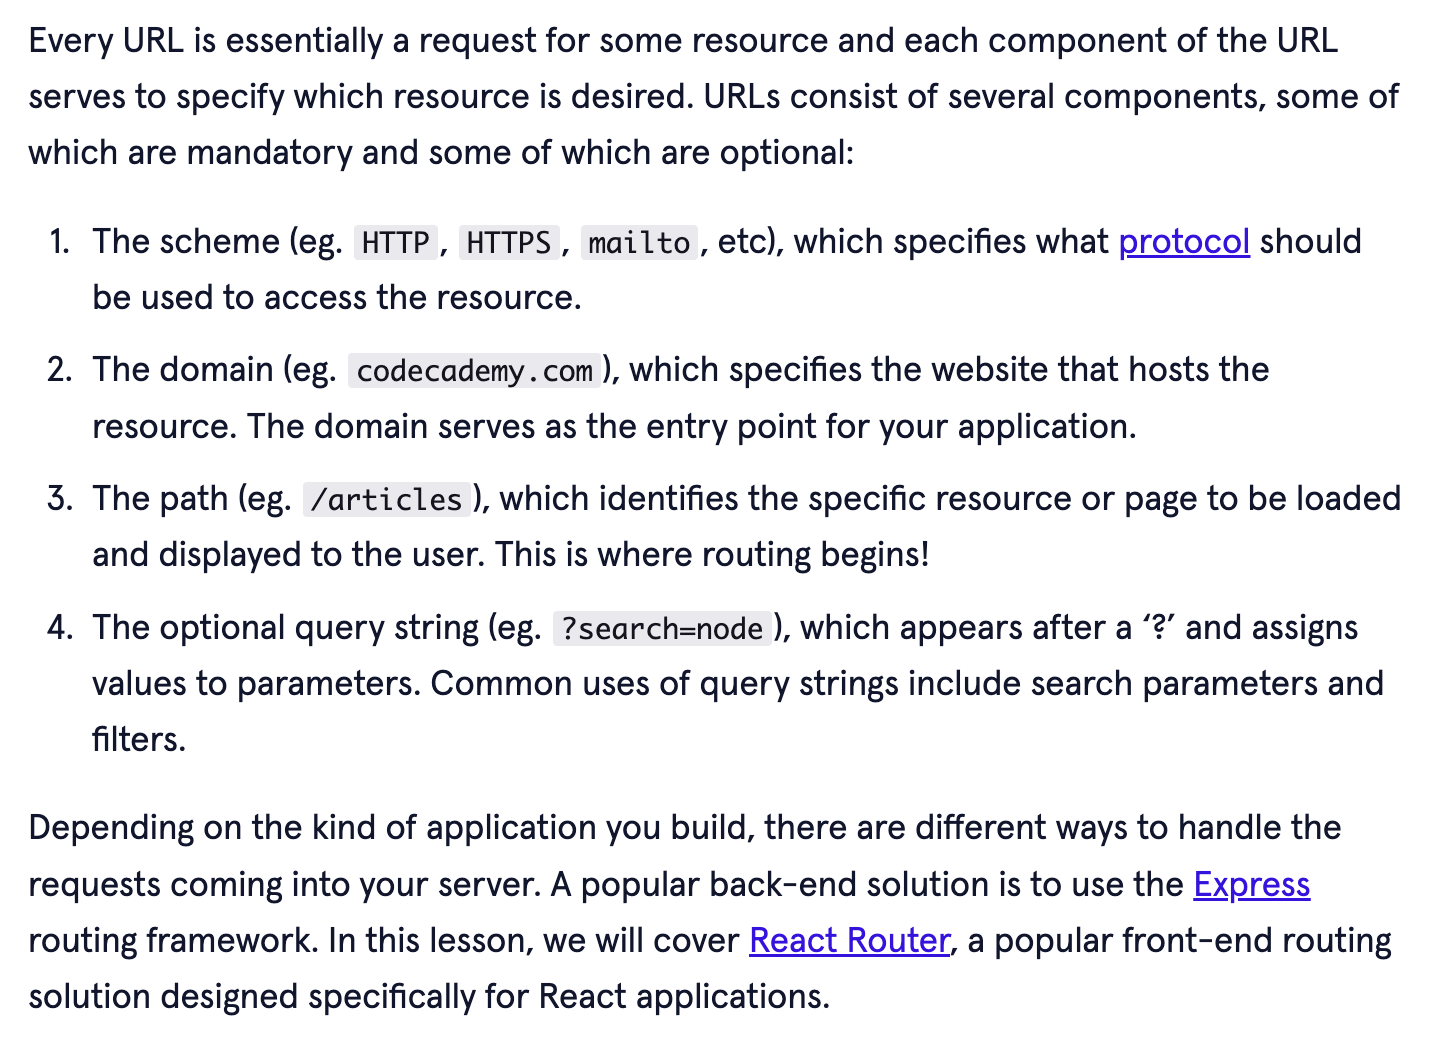 Every URL is essentially a request for some resource and each component of the URL
serves to specify which resource is desired. URLs consist of several components, some of
which are mandatory and some of which are optional:
1. The scheme (eg. HTTP, HTTPS, mailto, etc), which specifies what protocol should
be used to access the resource.
2. The domain (eg. codecademy.com), which specifies the website that hosts the
resource. The domain serves as the entry point for your application.
3. The path (eg. /articles), which identifies the specific resource or page to be loaded
and displayed to the user. This is where routing begins!
4. The optional query string (eg. ?search=node), which appears after a ‘?’ and assigns
values to parameters. Common uses of query strings include search parameters and
filters.
Depending on the kind of application you build, there are different ways to handle the
requests coming into your server. A popular back-end solution is to use the Express
routing framework. In this lesson, we will cover React Router, a popular front-end routing
solution designed specifically for React applications.